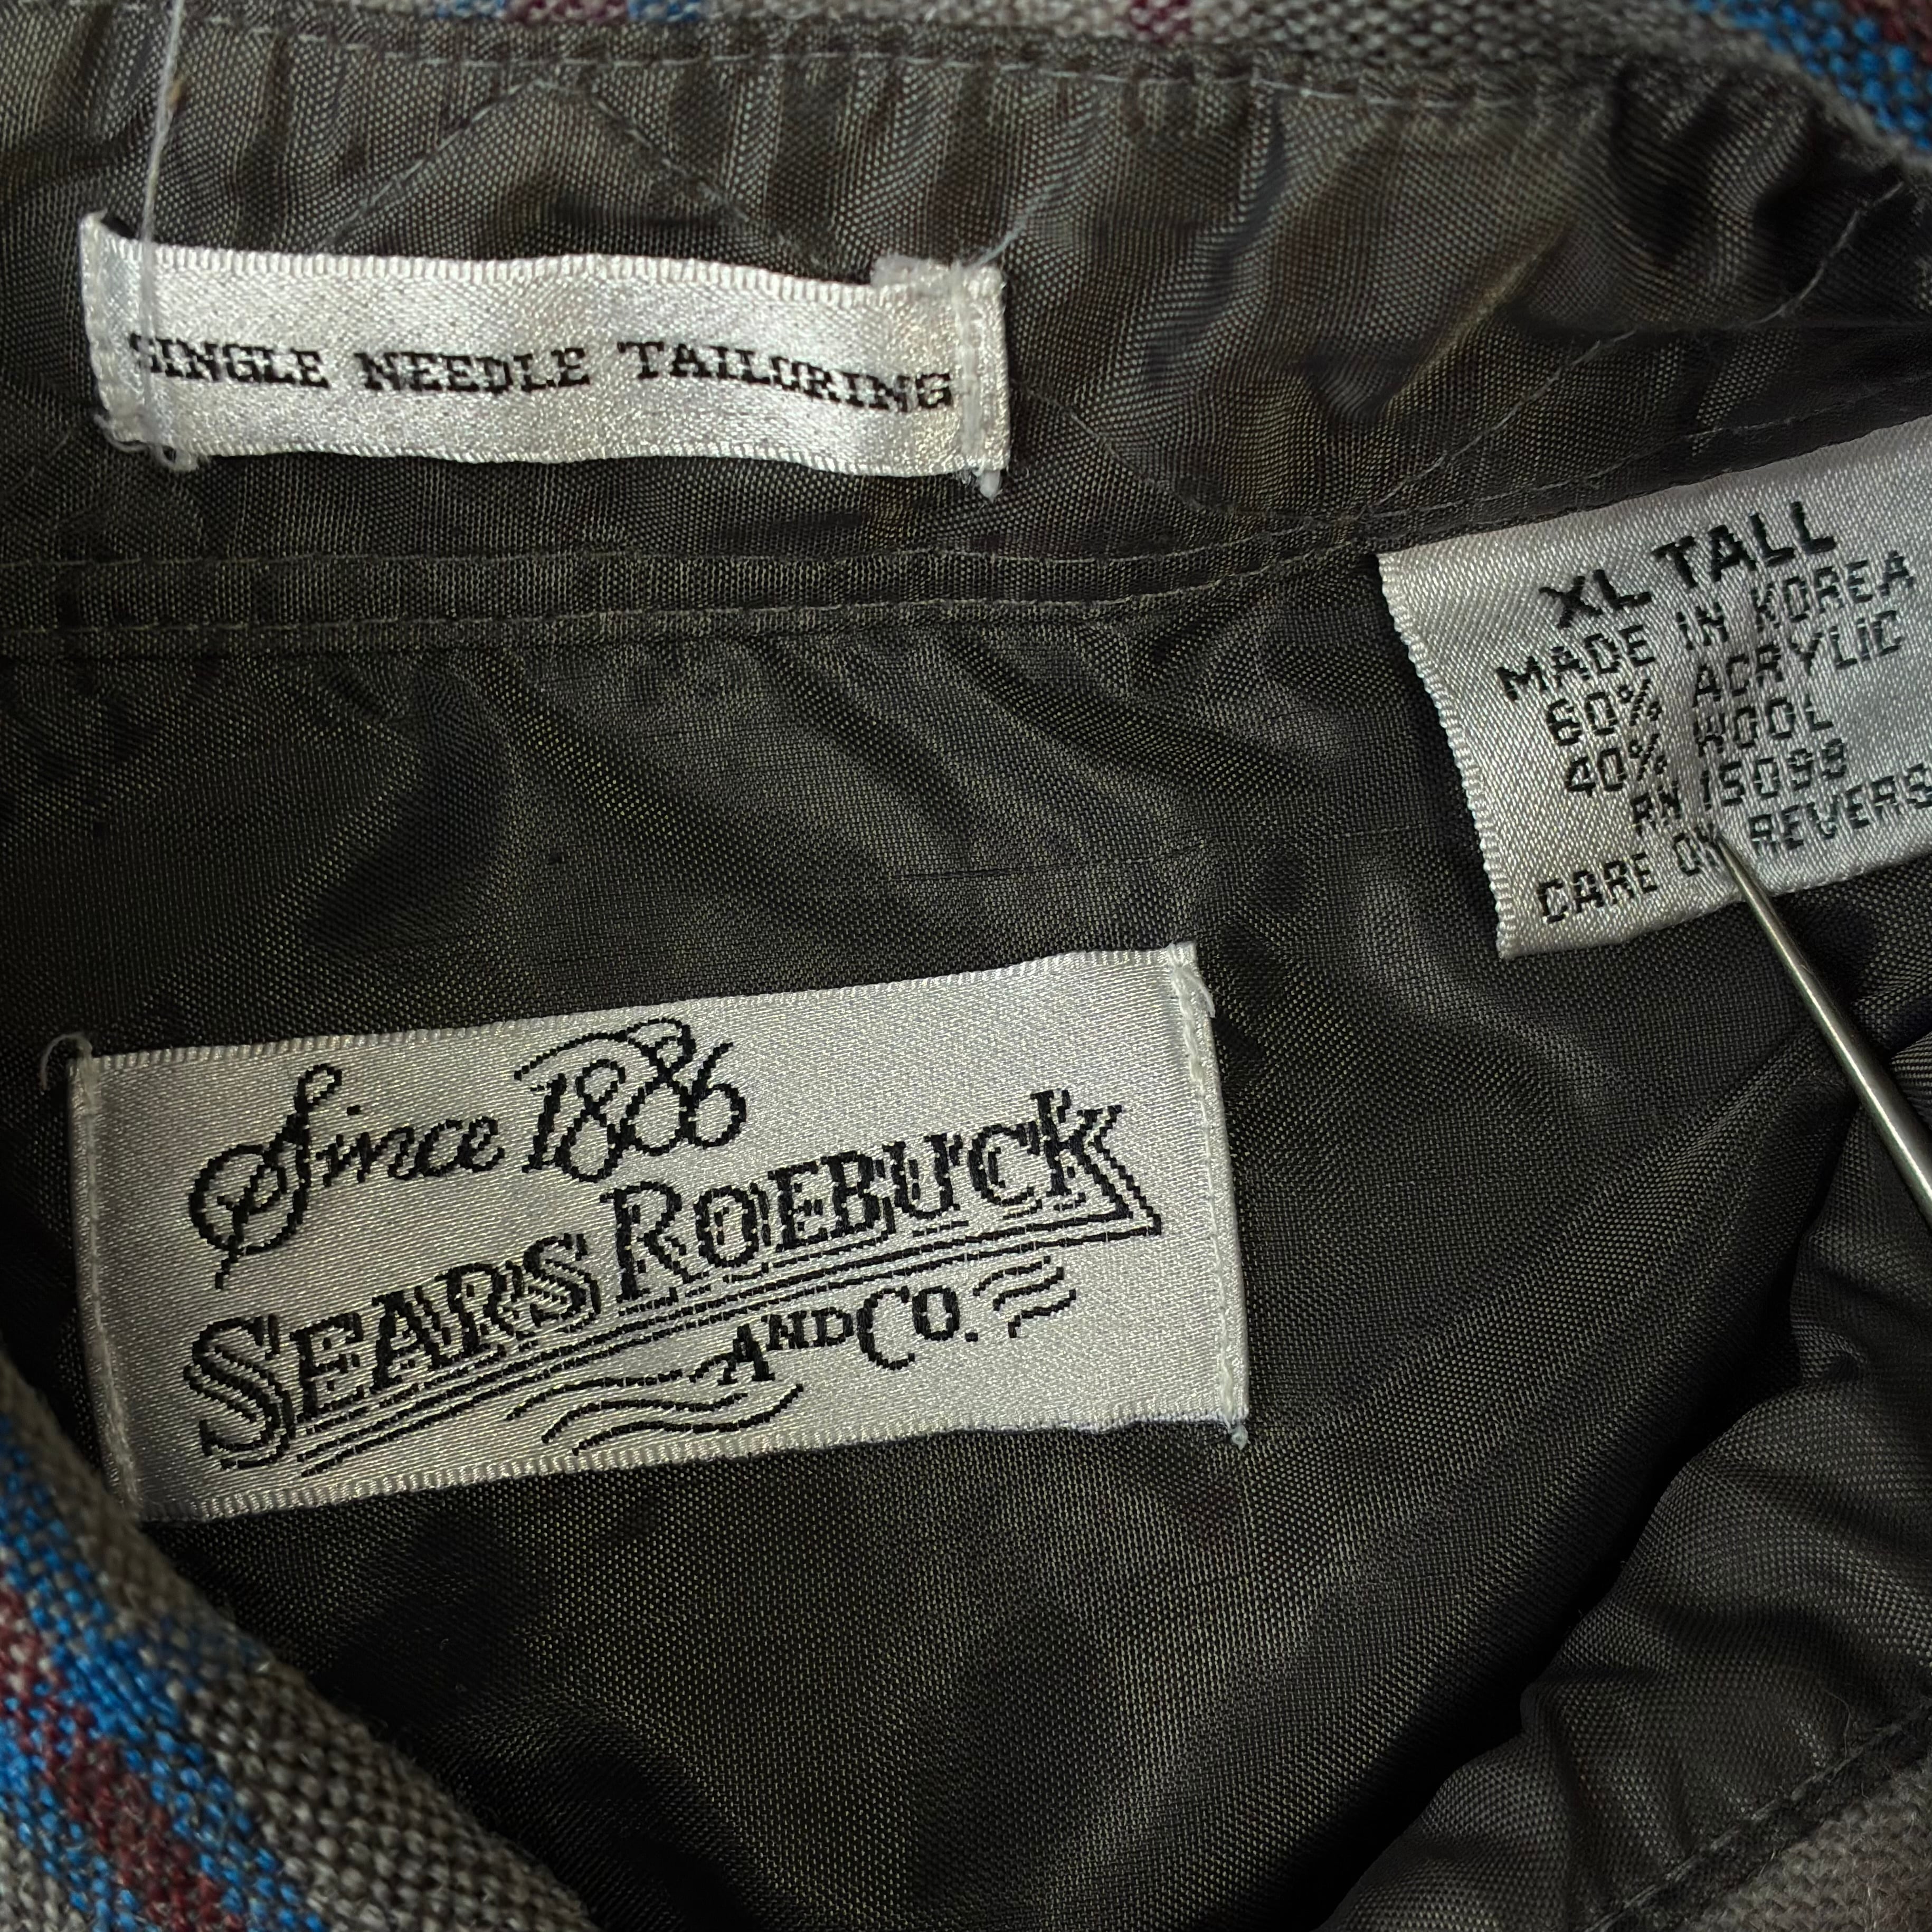 SINGLE NEEDLE TAILORING
XL TALL
MADE IN KOREA
60% ACRYLIC
40% WOOL
RN 15099
CARE ON REVERS
Since 1886
SEARS ROEBUCK
AND CO.